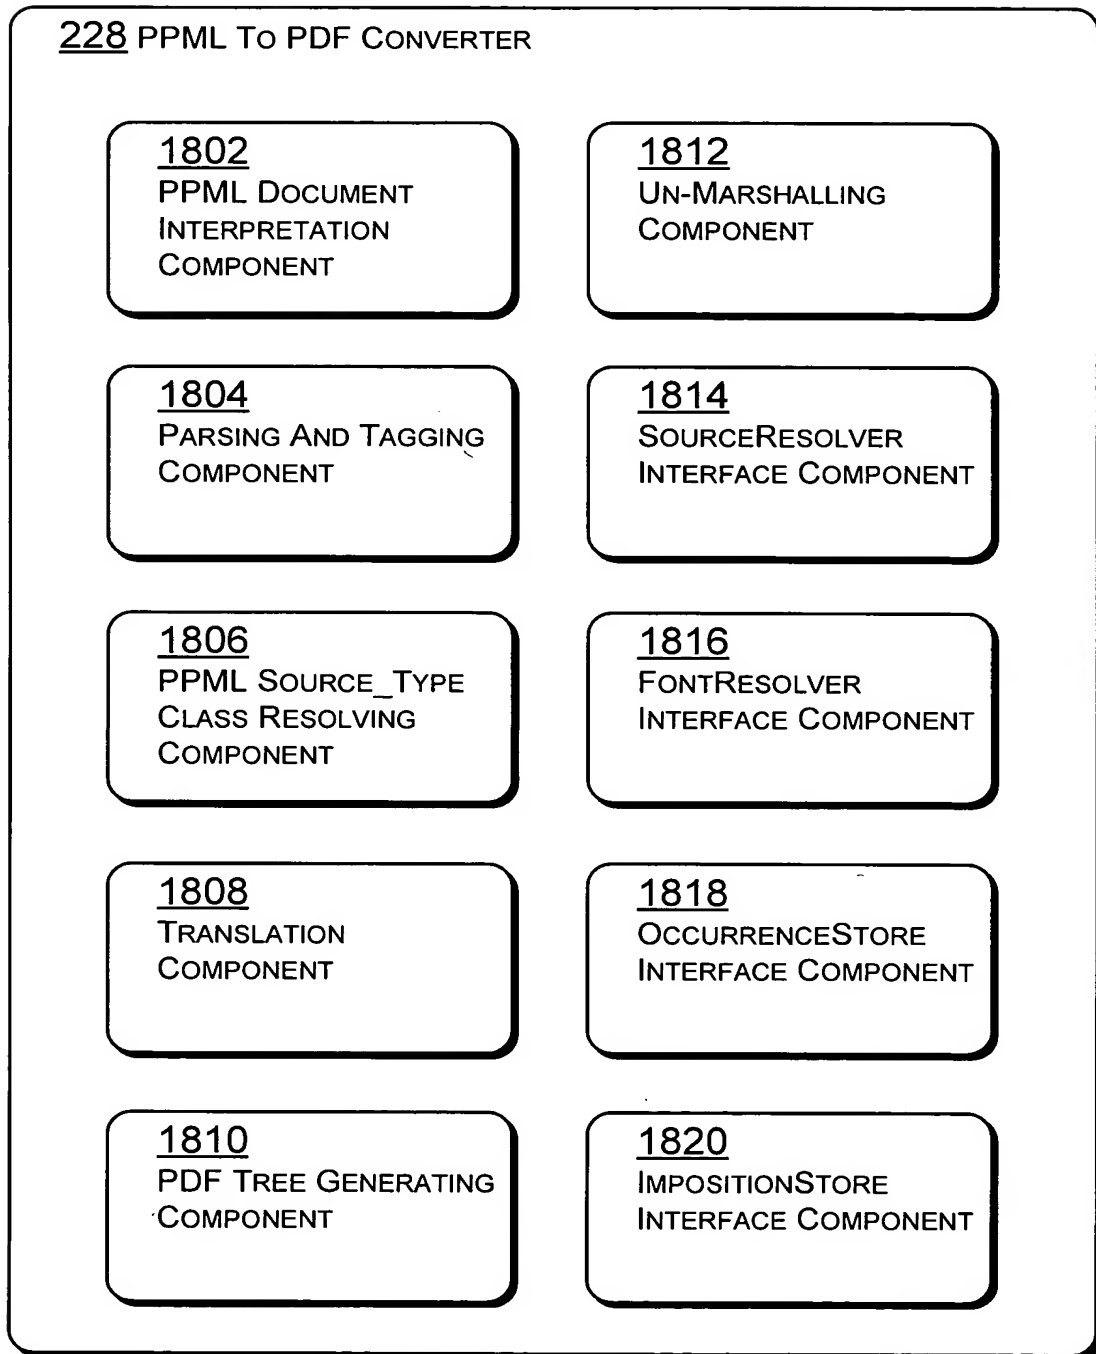 228 PPML To PDF Converter
1802
PPML Document
Interpretation
Component
1804
Parsing And Tagging
Component
1806
PPML Source_Type
Class Resolving
Component
1808
Translation
Component
1810
PDF Tree Generating
Component
1812
Un-Marshalling
Component
1814
SourceResolver
Interface Component
1816
FontResolver
Interface Component
1818
OccurrenceStore
Interface Component
1820
ImpositionStore
Interface Component